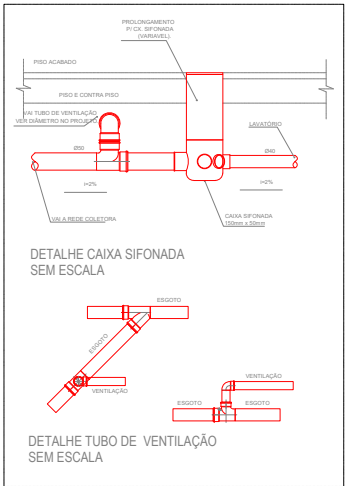 PROLONGAMENTO
P/ CX. SIFONADA
(VARIAVEL)
PISO ACABADO
PISO E CONTRA PISO
VAI TUBO DE VENTILAÇÃO
VER DIÂMETRO NO PROJETO
LAVATÓRIO
Ø50
Ø40
i=2%
i=2%
VAI A REDE COLETORA
CAIXA SIFONADA
150mm x 50mm
DETALHE CAIXA SIFONADA
SEM ESCALA
ESGOTO
ESGOTO
VENTILAÇÃO
VENTILAÇÃO
ESGOTO
ESGOTO
DETALHE TUBO DE VENTILAÇÃO
SEM ESCALA